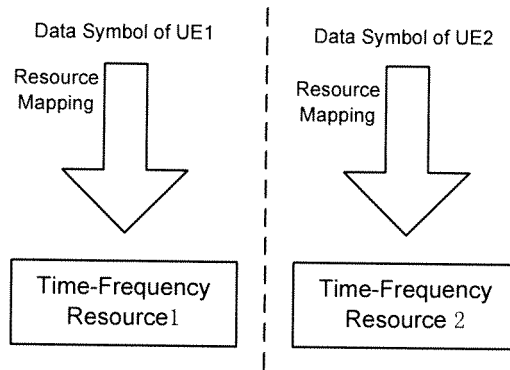 Data Symbol of UE1
Resource
Mapping
Time-Frequency
Resource1
Data Symbol of UE2
Resource
Mapping
Time-Frequency
Resource 2